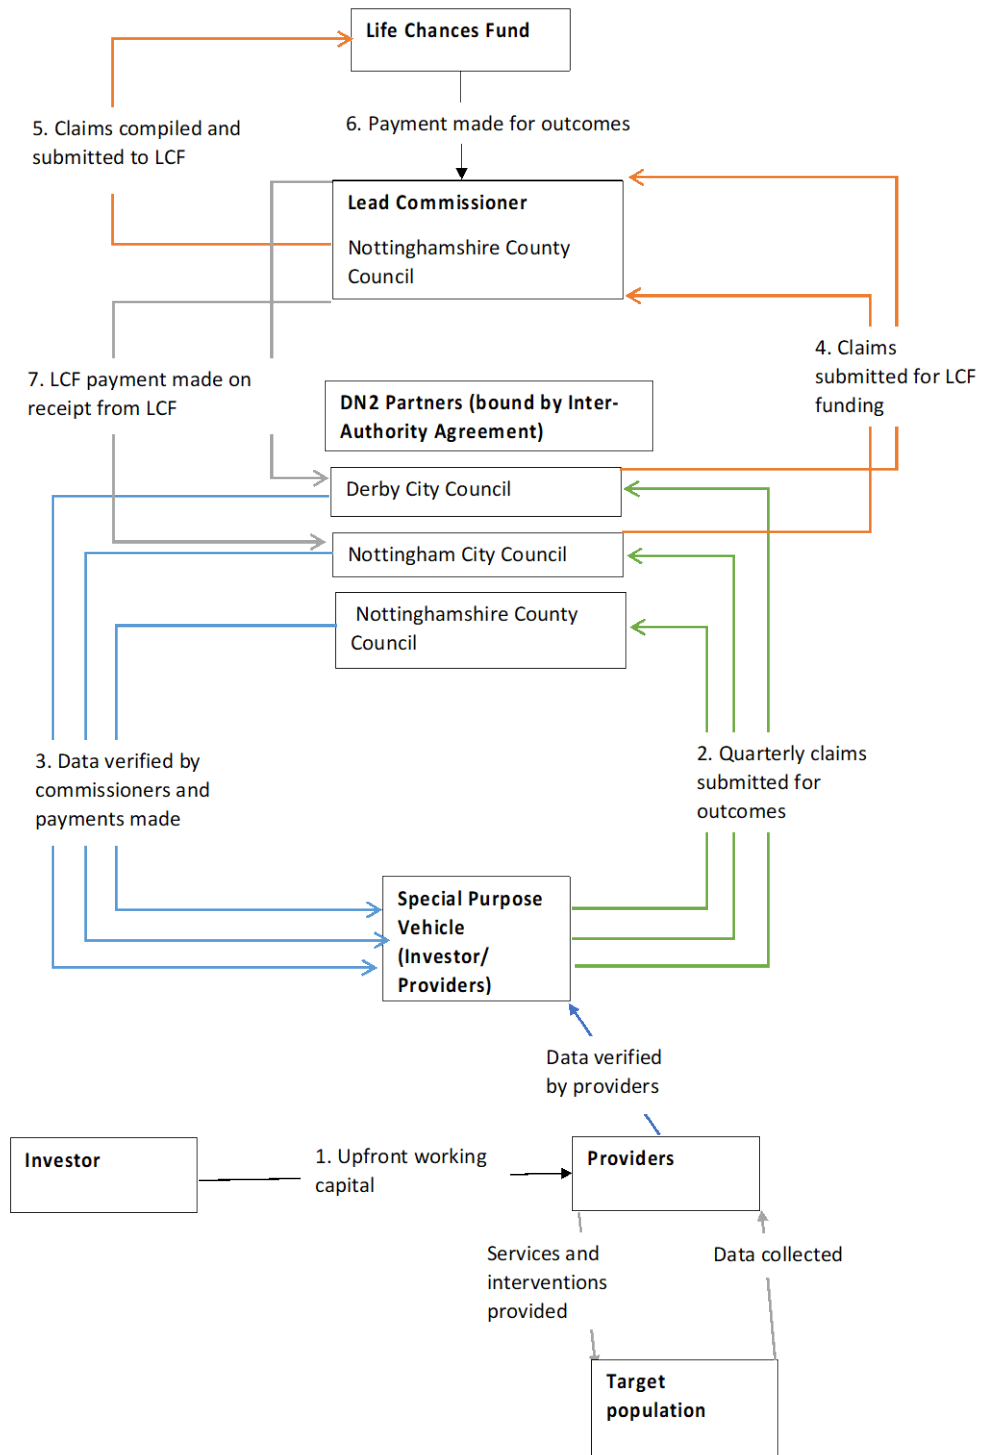 Life Chances Fund
5. Claims compiled and
submitted to LCF
6. Payment made for outcomes
Lead Commissioner
Nottinghamshire County
Council
4. Claims
submitted for LCF
funding
7. LCF payment made on
receipt from LCF
DN2 Partners (bound by Inter-
Authority Agreement)
Derby City Council
Nottingham City Council
Nottinghamshire County
Council
3. Data verified by
commissioners and
payments made
2. Quarterly claims
submitted for
outcomes
Special Purpose
Vehicle
(Investor/
Providers)
Data verified
by providers
Investor
1. Upfront working
capital
Providers
Services and
interventions
provided
Data collected
Target
population